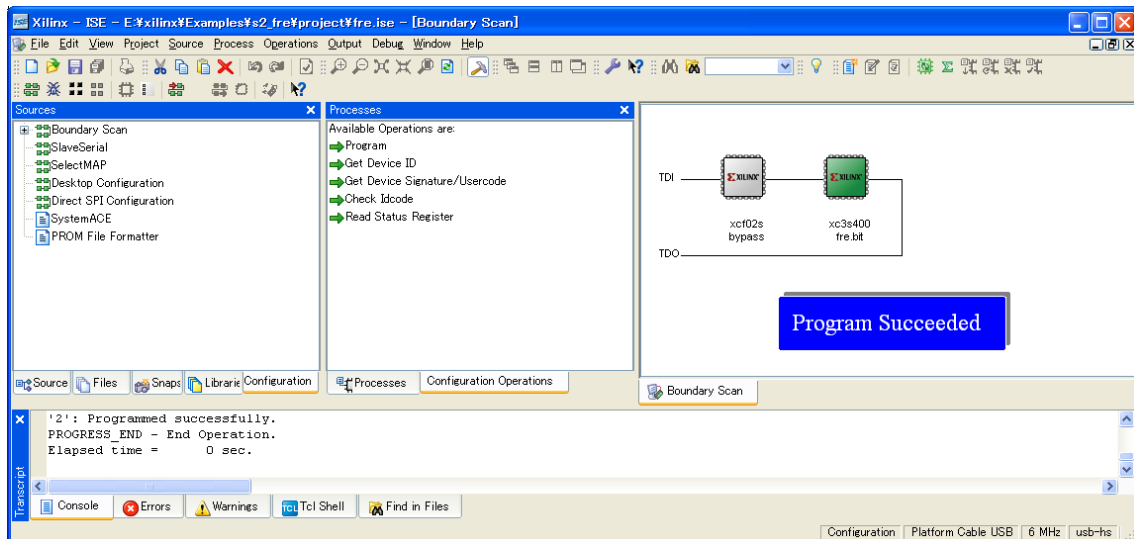 Xilinx - ISE - E:¥xilinx¥Examples¥s2_fre¥project¥fre.ise - [Boundary Scan]
File Edit View Project Source Process Operations Output Debug Window Help
Sources
Boundary Scan
SlaveSerial
SelectMAP
Desktop Configuration
Direct SPI Configuration
SystemACE
PROM File Formatter
Source Files Snaps Librarie Configuration
Processes
Available Operations are:
Program
Get Device ID
Get Device Signature/Usercode
Check Idcode
Read Status Register
Processes Configuration Operations
TDI
XILINX XILINX
xcf02s xc3s400
bypass fre.bit
TDO
Program Succeeded
Boundary Scan
Transcript
'2': Programmed successfully.
PROGRESS_END - End Operation.
Elapsed time = 0 sec.
Console Errors Warnings TCL Tcl Shell Find in Files
Configuration Platform Cable USB 6 MHz usb-hs